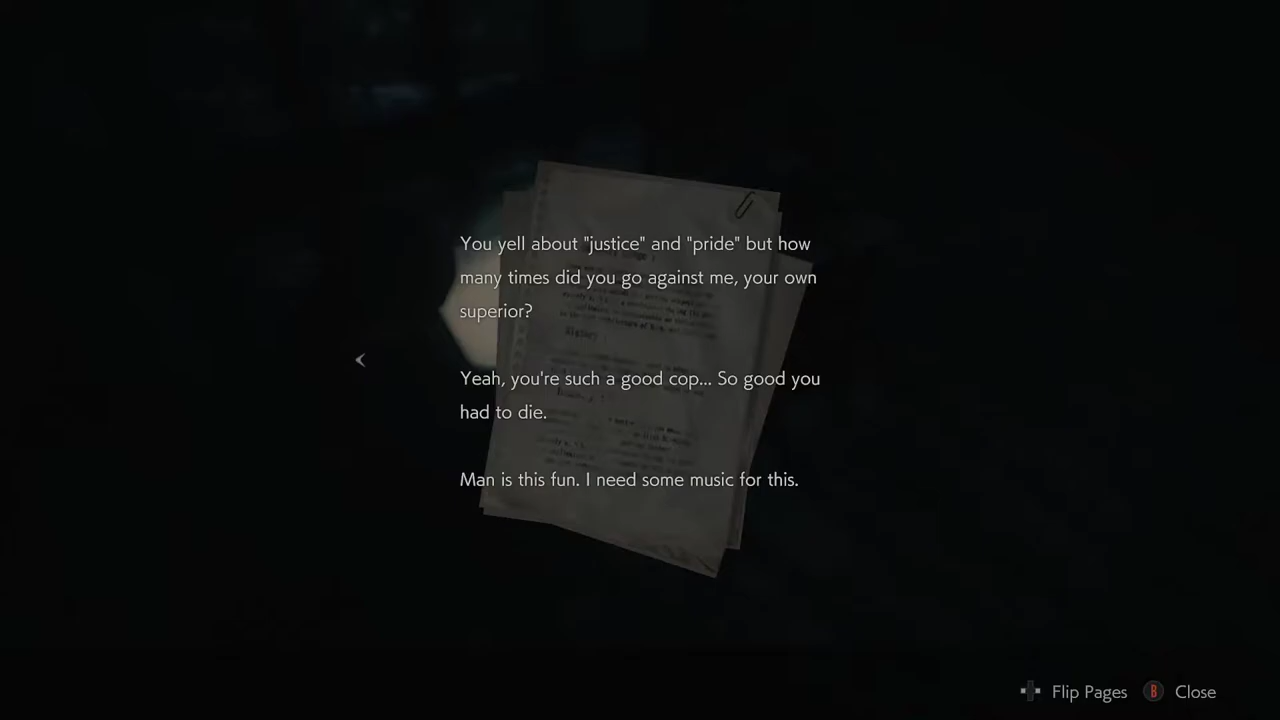 You yell about "justice" and "pride" but how
many times did you go against me, your own
superior?
Yeah, you're such a good cop... So good you
had to die.
Man is this fun. I need some music for this.
Flip Pages B Close